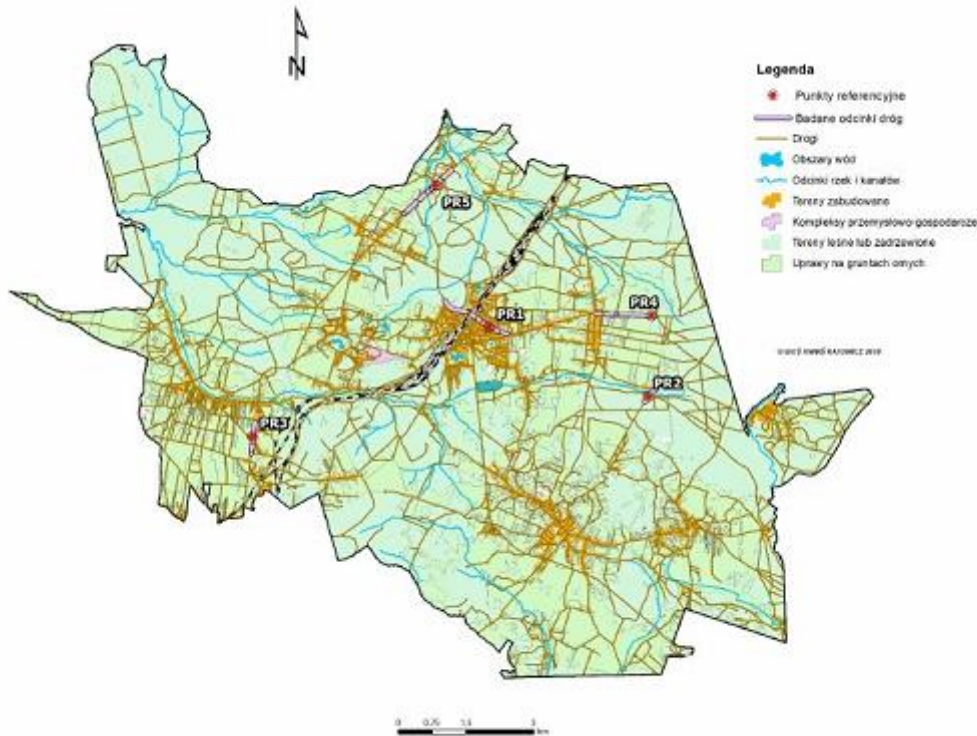 N
Legenda
Punkty referencyjne
Badane odcinki dróg
Drogi
Obszary wód
Odcinki rzek i kanałów
Tereny zabudowane
Kompleksy przemysłowo gospodarcze
Tereny leśne lub zadrzewione
Uprawy na gruntach ornych
PR5
PR4
PR1
PR2
PR3
0 0,75 1,5 3
km